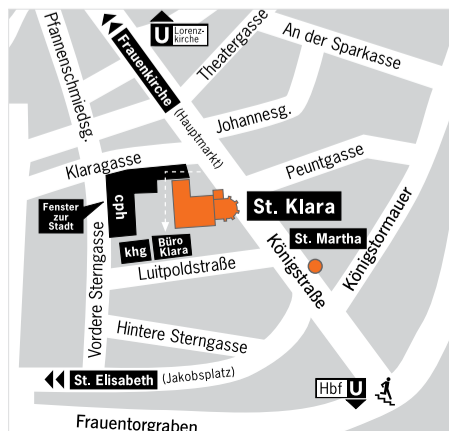 Pfannenschmiedsg.
U Lorenz-
kirche
Theatergasse
An der Sparkasse
Frauenkirche
(Hauptmarkt)
Johannesg.
Klaragasse
Peuntgasse
Fenster
zur
Stadt
cph
St. Klara
St. Martha
khg
Büro
Klara
Königstraße
Königstormauer
Luitpoldstraße
Vordere Sterngasse
Hintere Sterngasse
St. Elisabeth (Jakobsplatz)
Hbf U
Frauentorgraben